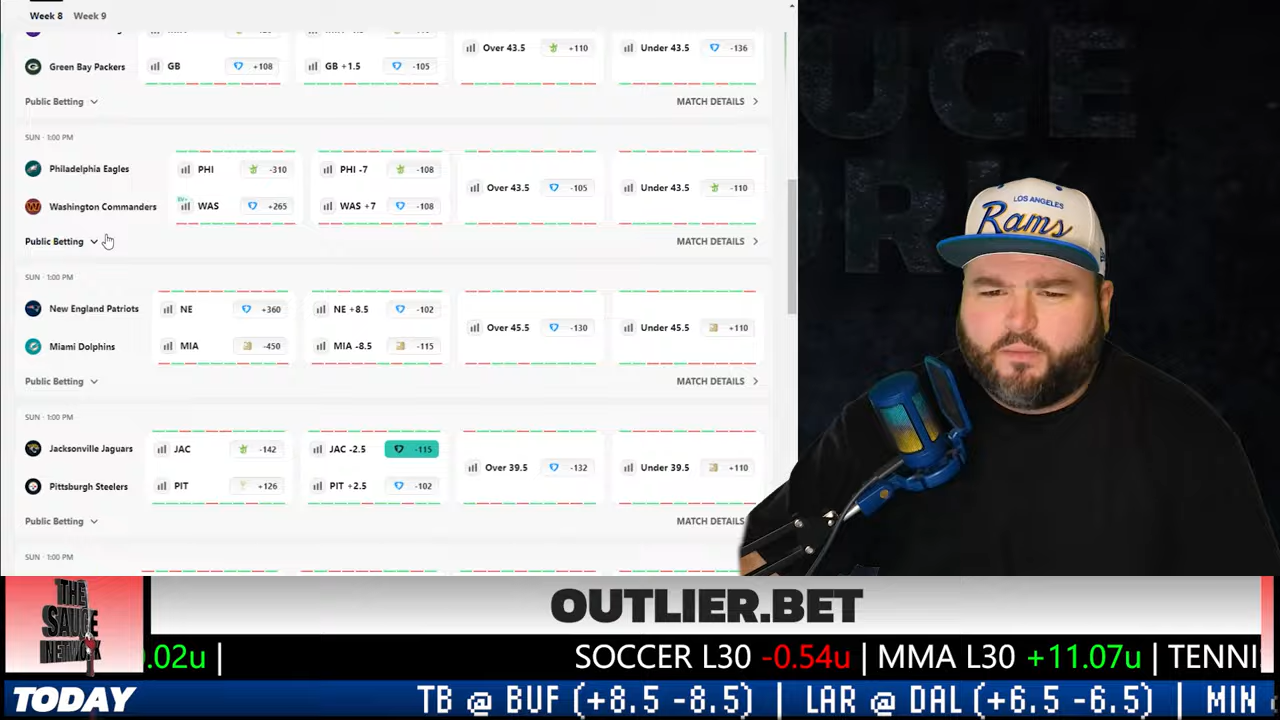 Week 8 Week 9
Over 43.5 +110 Under 43.5 -136
Green Bay Packers GB +108 GB +1.5 -105
Public Betting MATCH DETAILS
SUN · 1:00 PM
Philadelphia Eagles PHI -310 PHI -7 -108
Over 43.5 -105 Under 43.5 -110
Washington Commanders WAS +265 WAS +7 -108
Public Betting MATCH DETAILS
SUN · 1:00 PM
New England Patriots NE +360 NE +8.5 -102
Over 45.5 -130 Under 45.5 +110
Miami Dolphins MIA -450 MIA -8.5 -115
Public Betting MATCH DETAILS
SUN · 1:00 PM
Jacksonville Jaguars JAC -142 JAC -2.5 -115
Over 39.5 -132 Under 39.5 +110
Pittsburgh Steelers PIT +126 PIT +2.5 -102
Public Betting MATCH DETAILS
SUN · 1:00 PM
LOS ANGELES
Rams
THE
SAUCE
NETWORK
OUTLIER.BET
.02u | SOCCER L30 -0.54u | MMA L30 +11.07u | TENNI
TODAY TB @ BUF (+8.5 -8.5) | LAR @ DAL (+6.5 -6.5) | MIN